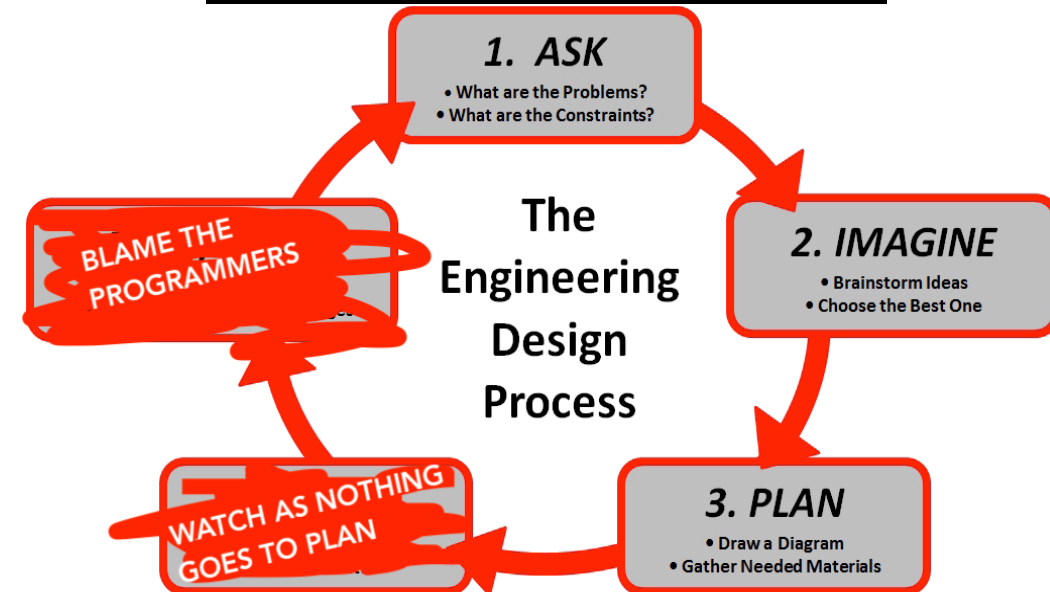 1. ASK
• What are the Problems?
• What are the Constraints?
The
Engineering
Design
Process
2. IMAGINE
• Brainstorm Ideas
• Choose the Best One
3. PLAN
• Draw a Diagram
• Gather Needed Materials
WATCH AS NOTHING
GOES TO PLAN
BLAME THE
PROGRAMMERS